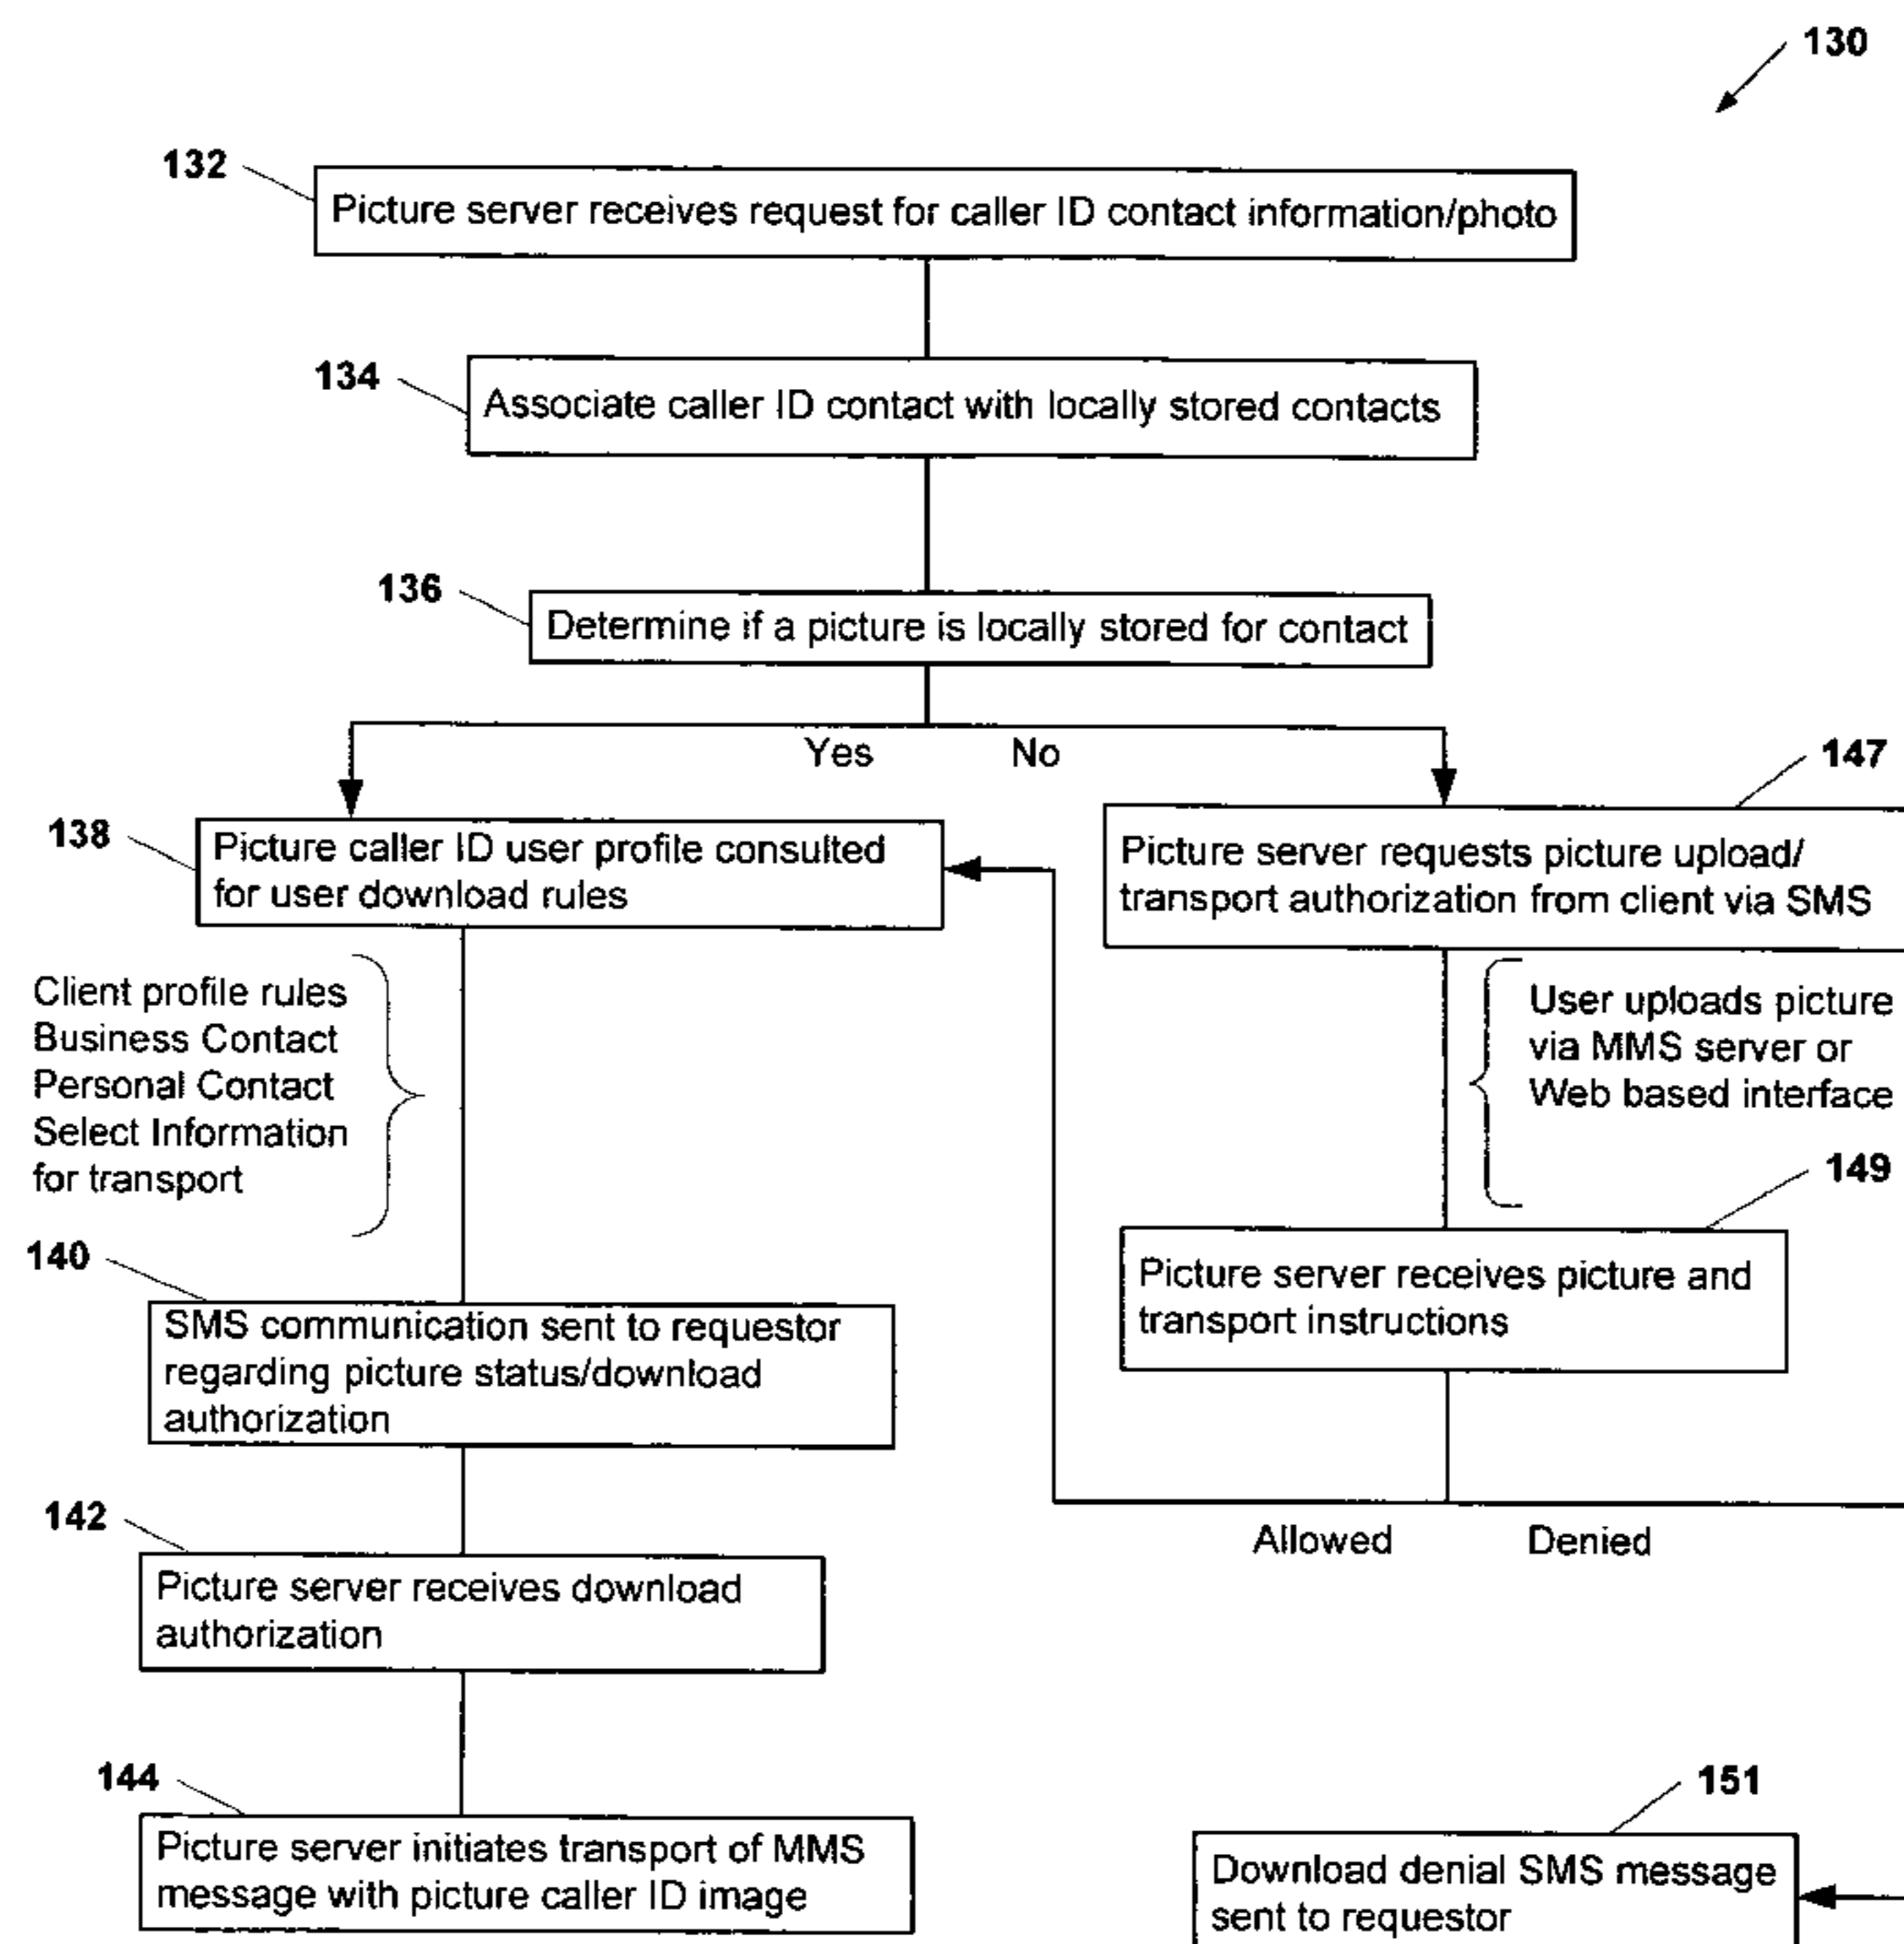 130
132
Picture server receives request for caller ID contact information/photo
134
Associate caller ID contact with locally stored contacts
136
Determine if a picture is locally stored for contact
Yes
No
138
Picture caller ID user profile consulted
for user download rules
147
Picture server requests picture upload/
transport authorization from client via SMS
Client profile rules
Business Contact
Personal Contact
Select Information
for transport
User uploads picture
via MMS server or
Web based interface
149
Picture server receives picture and
transport instructions
140
SMS communication sent to requestor
regarding picture status/download
authorization
Allowed
Denied
142
Picture server receives download
authorization
144
Picture server initiates transport of MMS
message with picture caller ID image
151
Download denial SMS message
sent to requestor